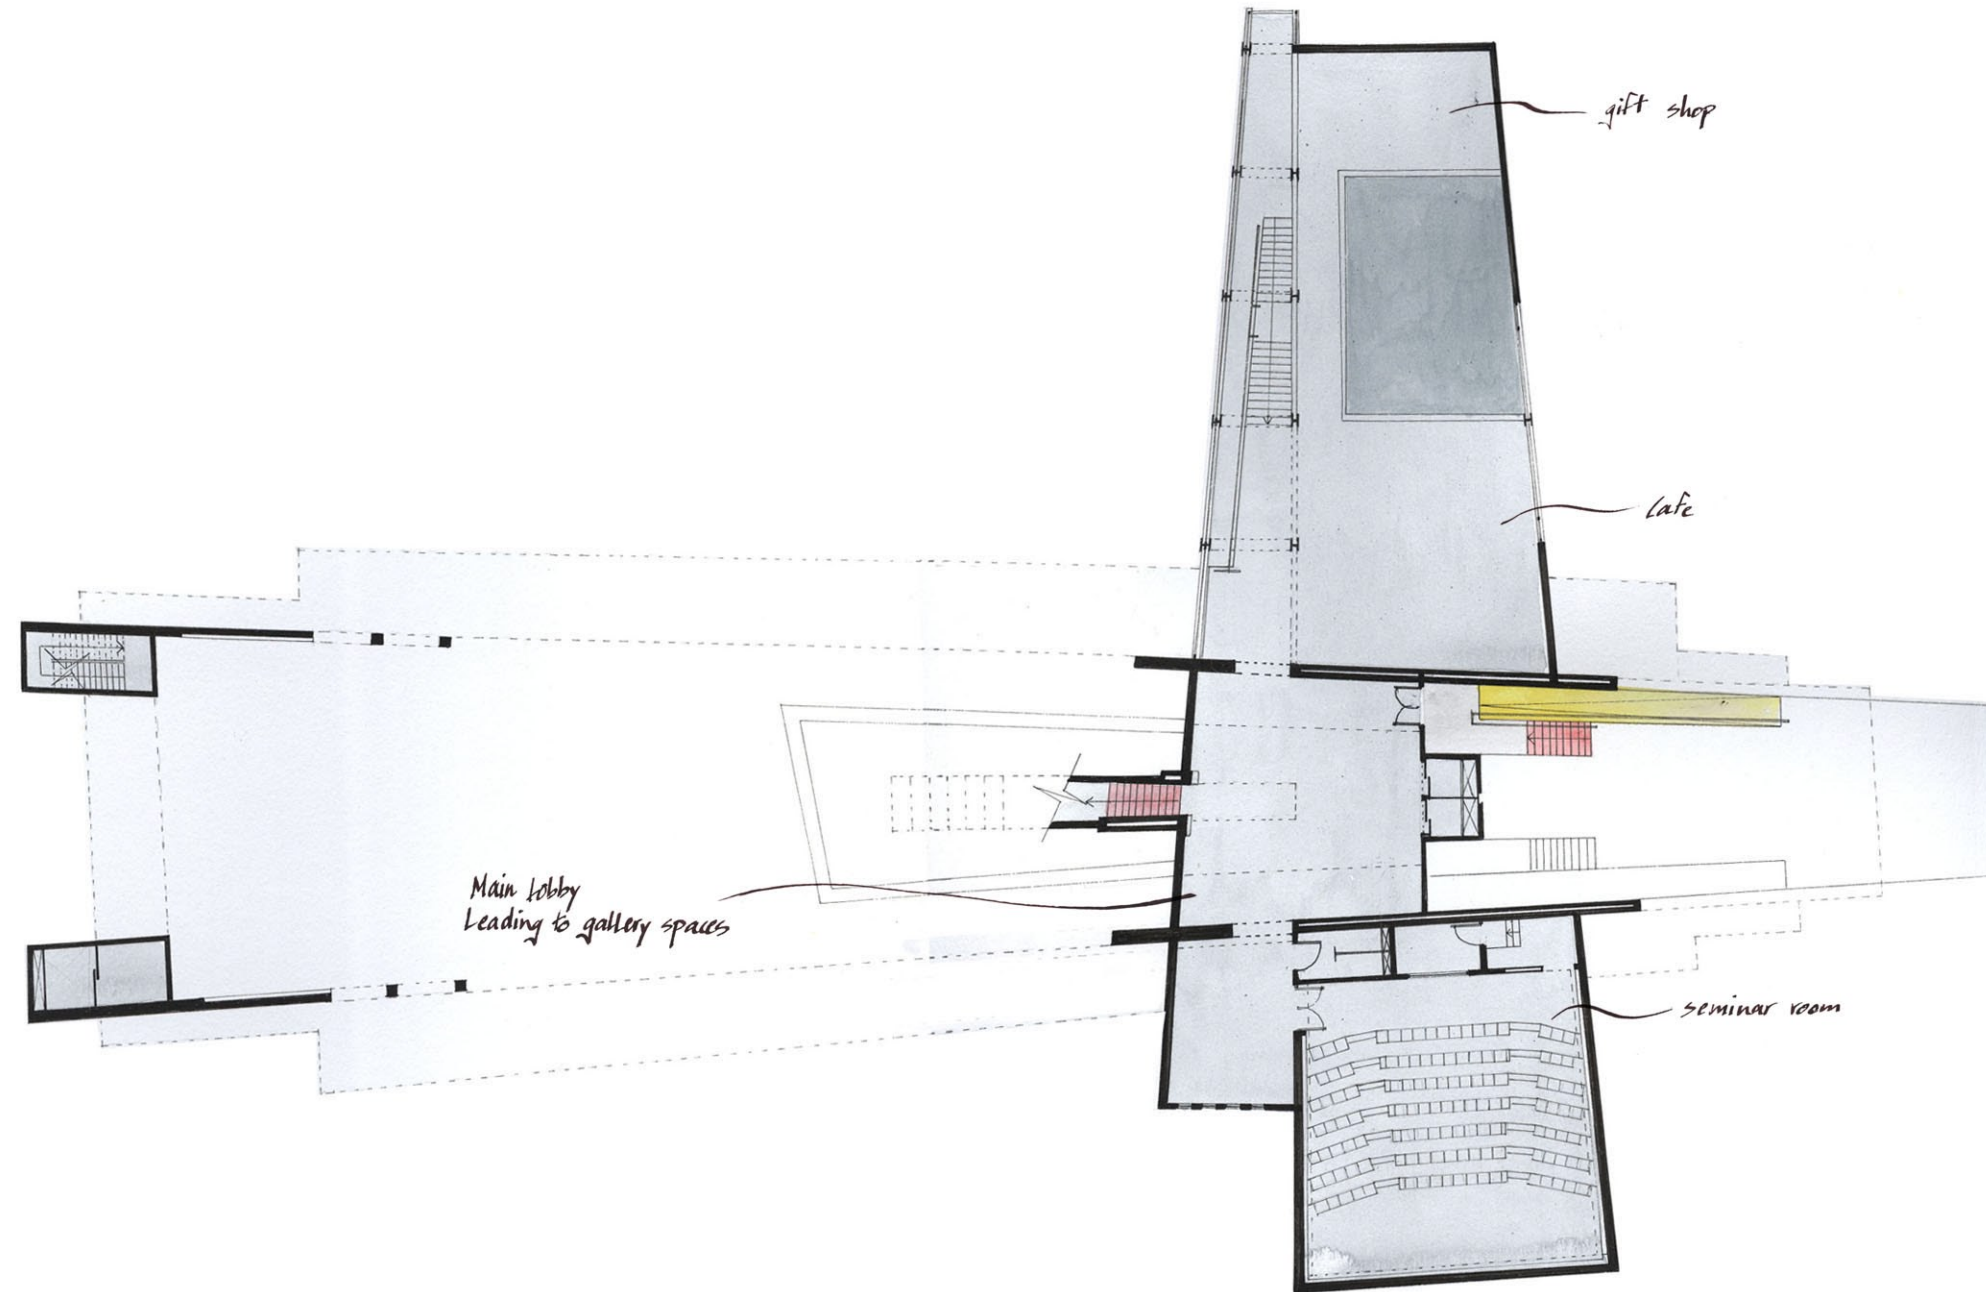 gift shop
cafe
Main lobby
Leading to gallery spaces
seminar room